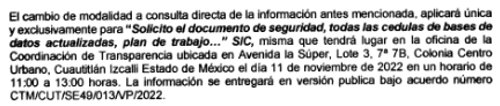 El cambio de modalidad a consulta directa de la información antes mencionada, aplicará única
y exclusivamente para "Solicito el documento de seguridad, todas las cedulas de bases de
datos actualizadas, plan de trabajo..." SIC, misma que tendrá lugar en la oficina de la
Coordinación de Transparencia ubicada en Avenida la Súper, Lote 3, 7ª 7B, Colonia Centro
Urbano, Cuautitlán Izcalli Estado de México el día 11 de noviembre de 2022 en un horario de
11:00 a 13:00 horas. La información se entregará en versión publica bajo acuerdo número
CTM/CUT/SE49/013/VP/2022.